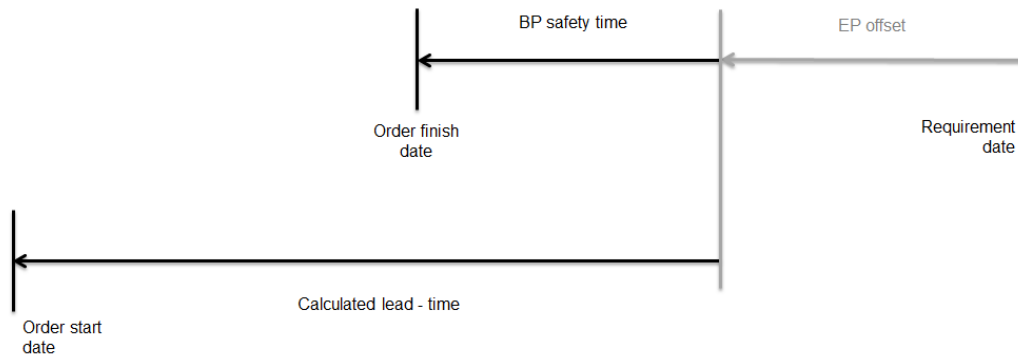 BP safety time
EP offset
Order finish
date
Requirement
date
Calculated lead - time
Order start
date